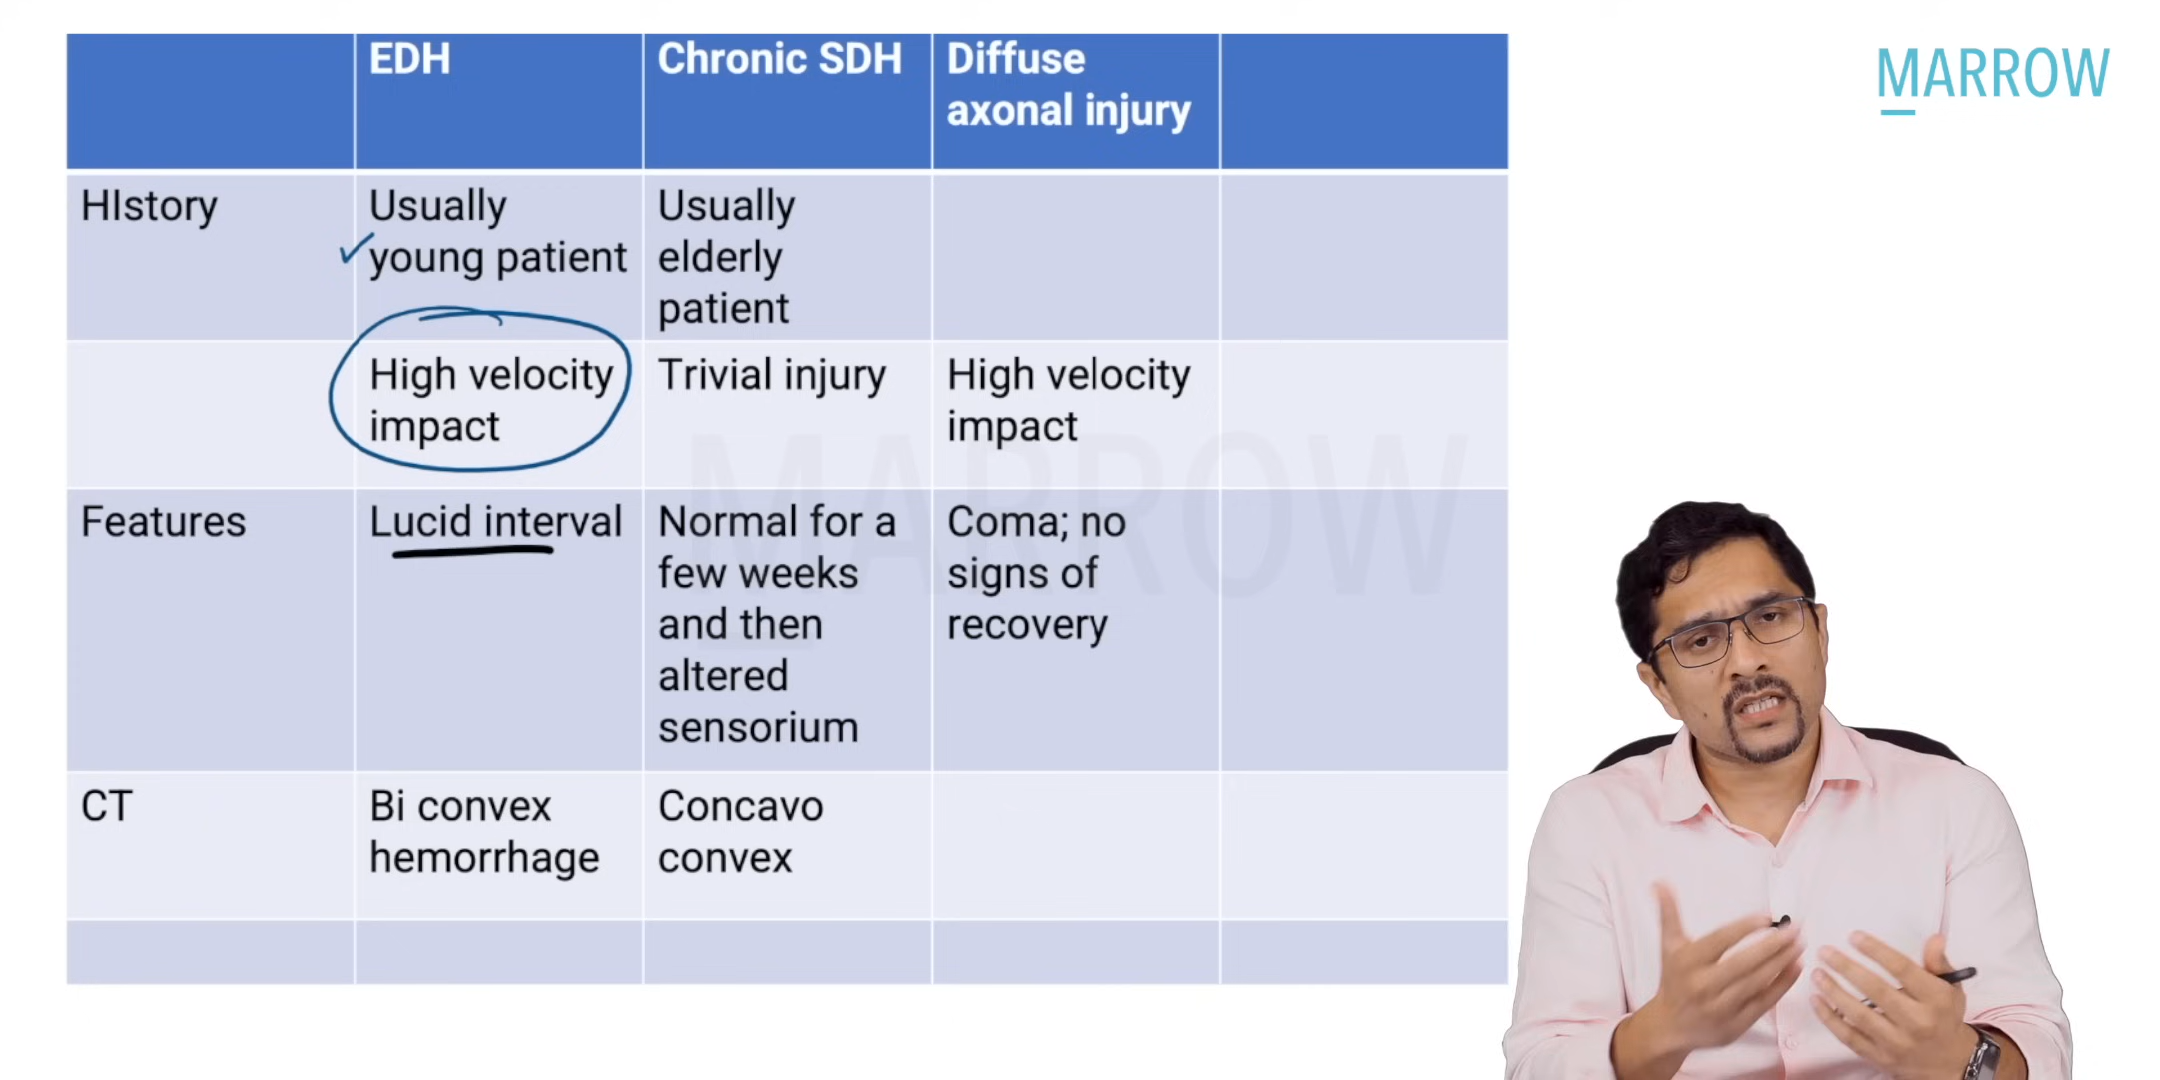 MARROW
EDH
Chronic SDH
Diffuse
axonal injury
HIstory
Usually
young patient
Usually
elderly
patient
High velocity
impact
Trivial injury
High velocity
impact
Features
Lucid interval
Normal for a
few weeks
and then
altered
sensorium
Coma; no
signs of
recovery
CT
Bi convex
hemorrhage
Concavo
convex
MARROW